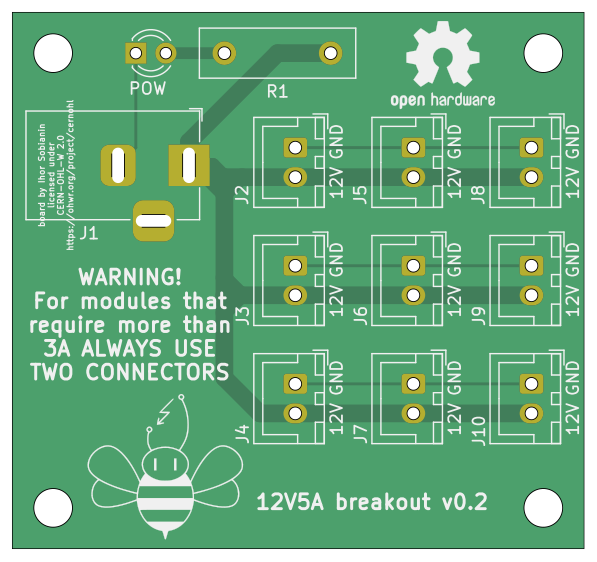 POW
R1
open hardware
board by Ihor Sobianin
licensed under
CERN-OHL-W 2.0
https://ohwr.org/project/cernohl
J1
J2
12V GND
J5
12V GND
J8
12V GND
WARNING!
For modules that
require more than
3A ALWAYS USE
TWO CONNECTORS
J3
12V GND
J6
12V GND
J9
12V GND
J4
12V GND
J7
12V GND
J10
12V GND
12V5A breakout v0.2